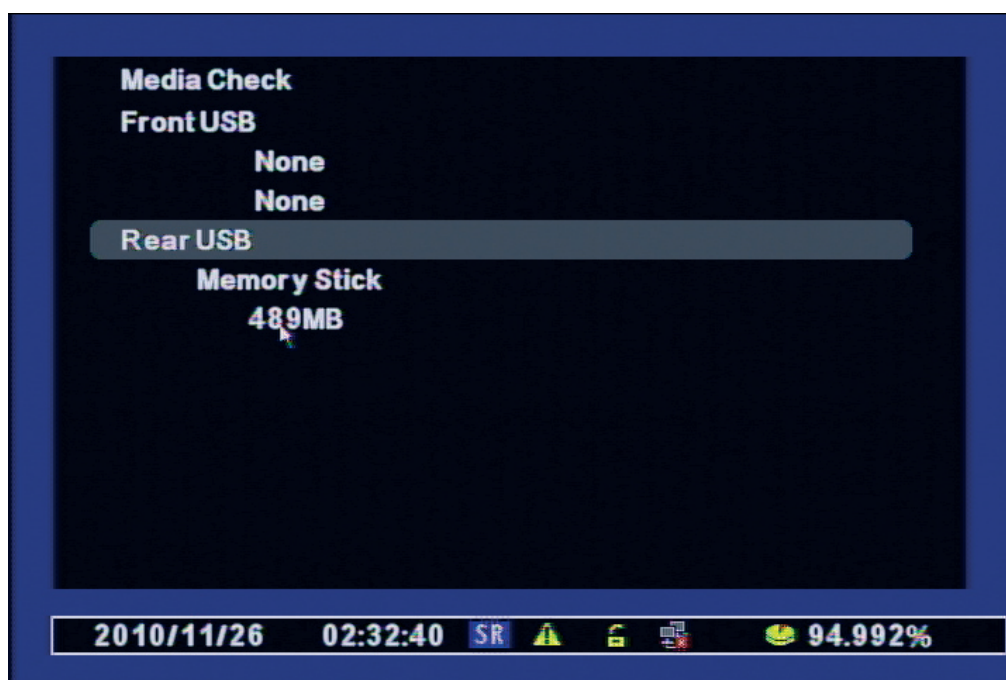 Media Check
Front USB
None
None
Rear USB
Memory Stick
489MB
2010/11/26 02:32:40 SR 94.992%